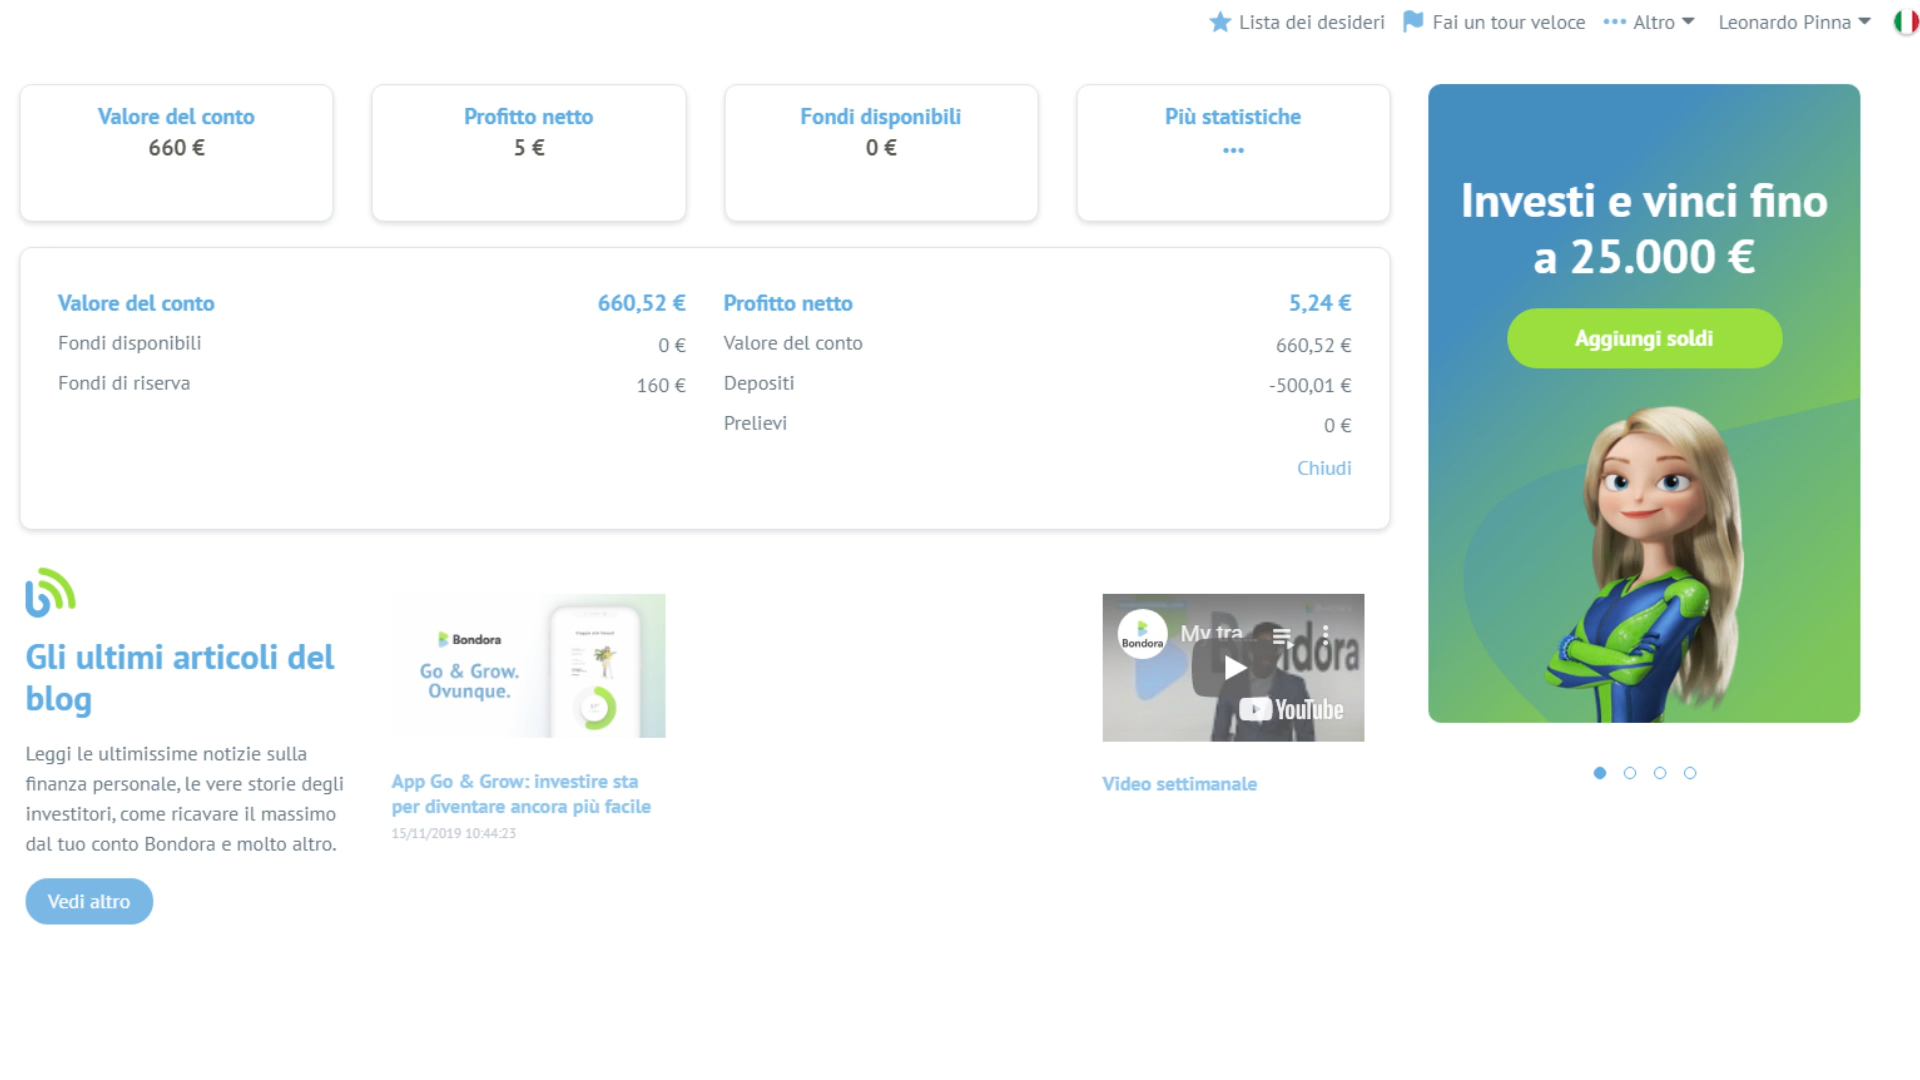 Lista dei desideri
Fai un tour veloce
Altro
Leonardo Pinna
Valore del conto
660 €
Profitto netto
5 €
Fondi disponibili
0 €
Più statistiche
Valore del conto 660,52 €
Fondi disponibili 0 €
Fondi di riserva 160 €
Profitto netto 5,24 €
Valore del conto 660,52 €
Depositi -500,01 €
Prelievi 0 €
Chiudi
Investi e vinci fino
a 25.000 €
Aggiungi soldi
Gli ultimi articoli del
blog
Leggi le ultimissime notizie sulla
finanza personale, le vere storie degli
investitori, come ricavare il massimo
dal tuo conto Bondora e molto altro.
Vedi altro
Bondora
Go & Grow.
Ovunque.
App Go & Grow: investire sta
per diventare ancora più facile
15/11/2019 10:44:23
Bondora
My tra...
YouTube
Video settimanale